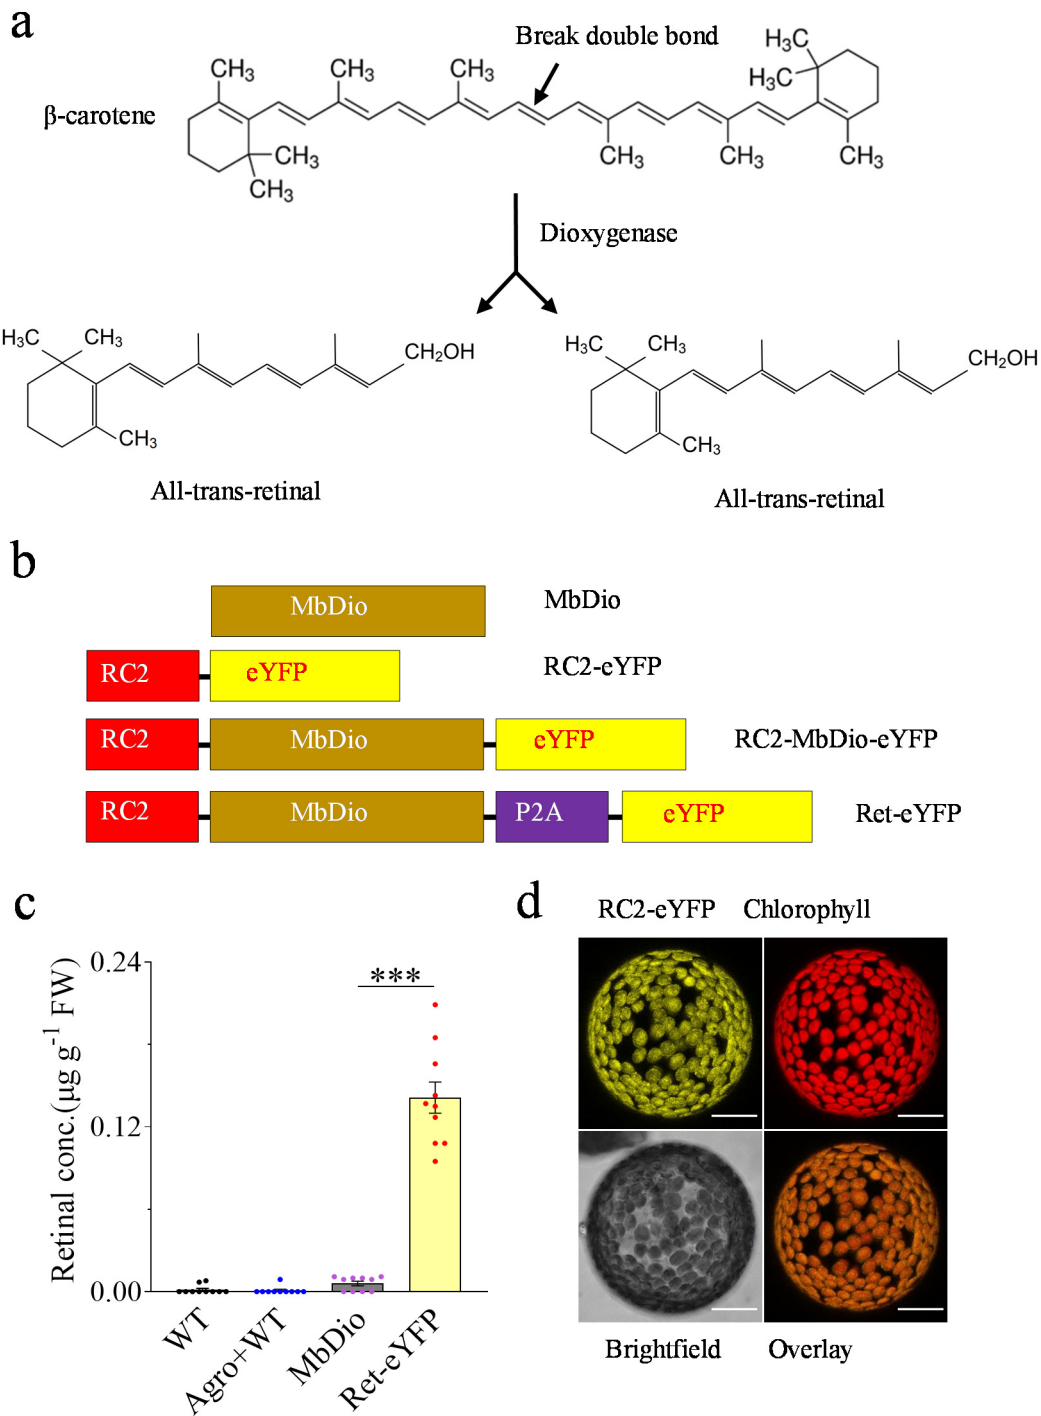 a
Break double bond
β-carotene
CH₃
CH₃
CH₃
H₃C
H₃C
CH₃
CH₃
CH₃
CH₃
CH₃
CH₃
Dioxygenase
H₃C
CH₃
CH₂OH
CH₃
All-trans-retinal
H₃C
CH₃
CH₂OH
CH₃
All-trans-retinal
b
MbDio
MbDio
RC2
eYFP
RC2-eYFP
RC2
MbDio
eYFP
RC2-MbDio-eYFP
RC2
MbDio
P2A
eYFP
Ret-eYFP
c
Retinal conc.(μg g⁻¹ FW)
0.24
0.12
0.00
***
WT
Agro+WT
MbDio
Ret-eYFP
d
RC2-eYFP
Chlorophyll
Brightfield
Overlay